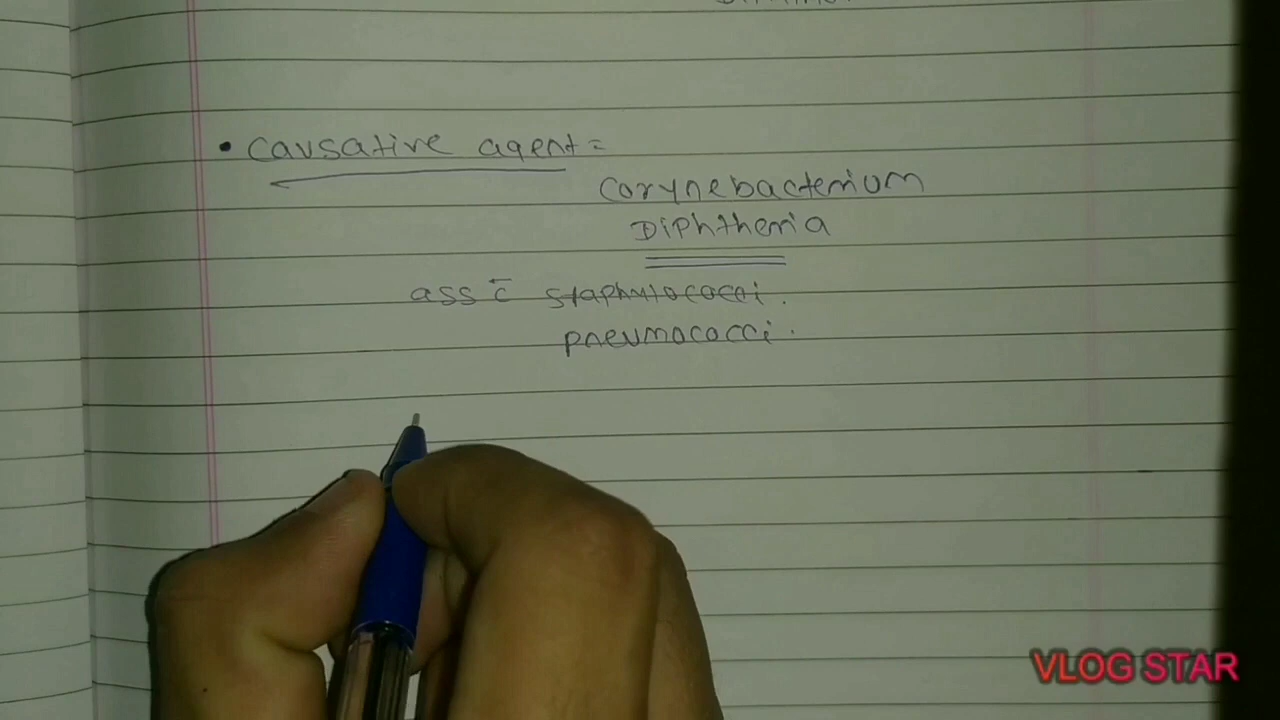 • Causative agent =
Corynebacterium
Diphtheria
ass c̄ staphylococci.
pneumococci.
VLOG STAR